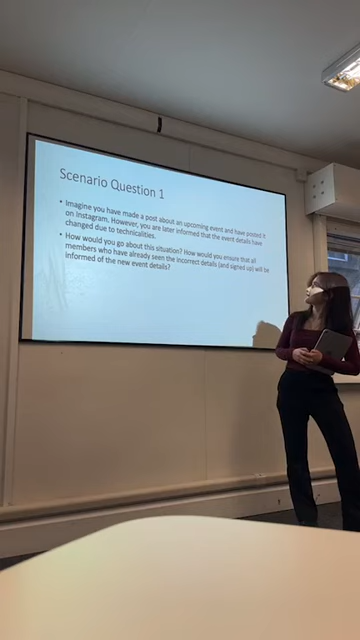 Scenario Question 1
• Imagine you have made a post about an upcoming event and have posted it
on Instagram. However, you are later informed that the event details have
changed due to technicalities.
• How would you go about this situation? How would you ensure that all
members who have already seen the incorrect details (and signed up) will be
informed of the new event details?